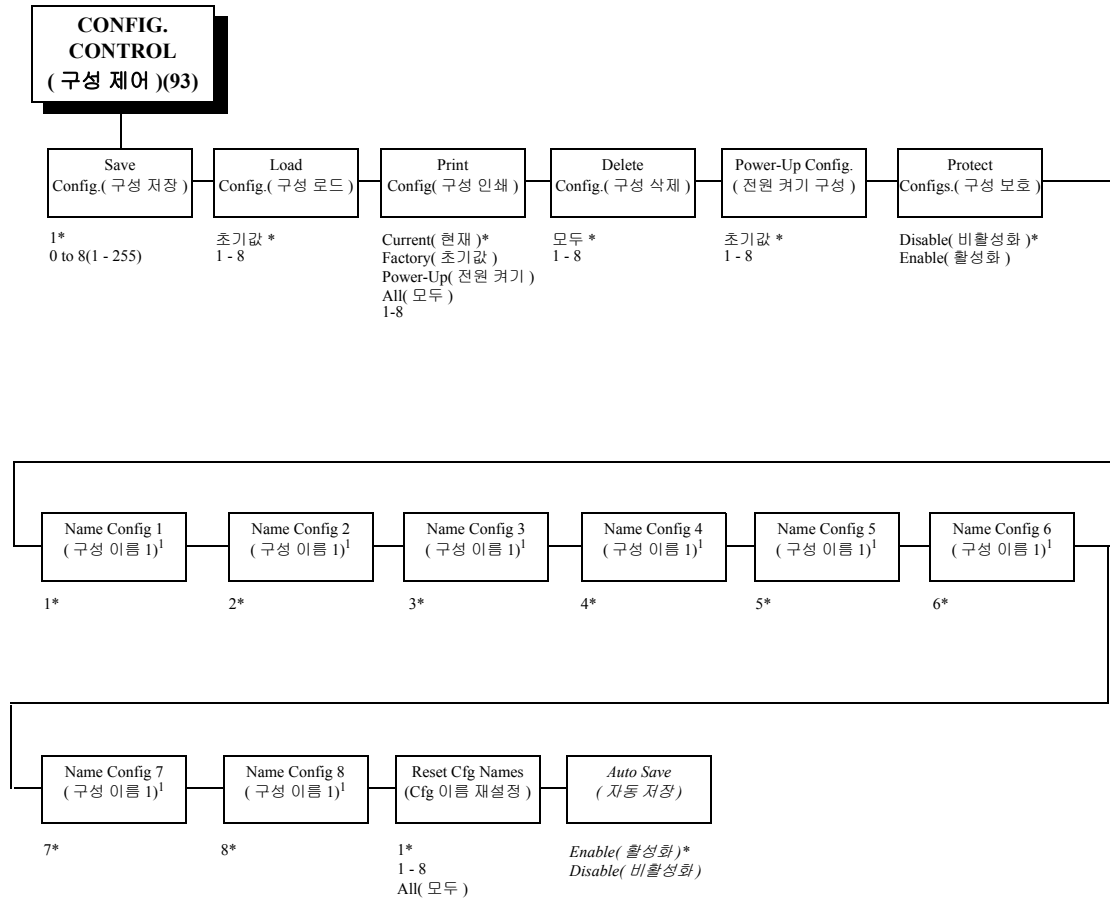 CONFIG.
CONTROL
( 구성 제어 )(93)
Save
Config.( 구성 저장 )
1*
0 to 8(1 - 255)
Load
Config.( 구성 로드 )
초기값 *
1 - 8
Print
Config( 구성 인쇄 )
Current( 현재 )*
Factory( 초기값 )
Power-Up( 전원 켜기 )
All( 모두 )
1-8
Delete
Config.( 구성 삭제 )
모두 *
1 - 8
Power-Up Config.
( 전원 켜기 구성 )
초기값 *
1 - 8
Protect
Configs.( 구성 보호 )
Disable( 비활성화 )*
Enable( 활성화 )
Name Config 1
( 구성 이름 1)1
1*
Name Config 2
( 구성 이름 1)1
2*
Name Config 3
( 구성 이름 1)1
3*
Name Config 4
( 구성 이름 1)1
4*
Name Config 5
( 구성 이름 1)1
5*
Name Config 6
( 구성 이름 1)1
6*
Name Config 7
( 구성 이름 1)1
7*
Name Config 8
( 구성 이름 1)1
8*
Reset Cfg Names
(Cfg 이름 재설정 )
1*
1 - 8
All( 모두 )
Auto Save
( 자동 저장 )
Enable( 활성화 )*
Disable( 비활성화 )